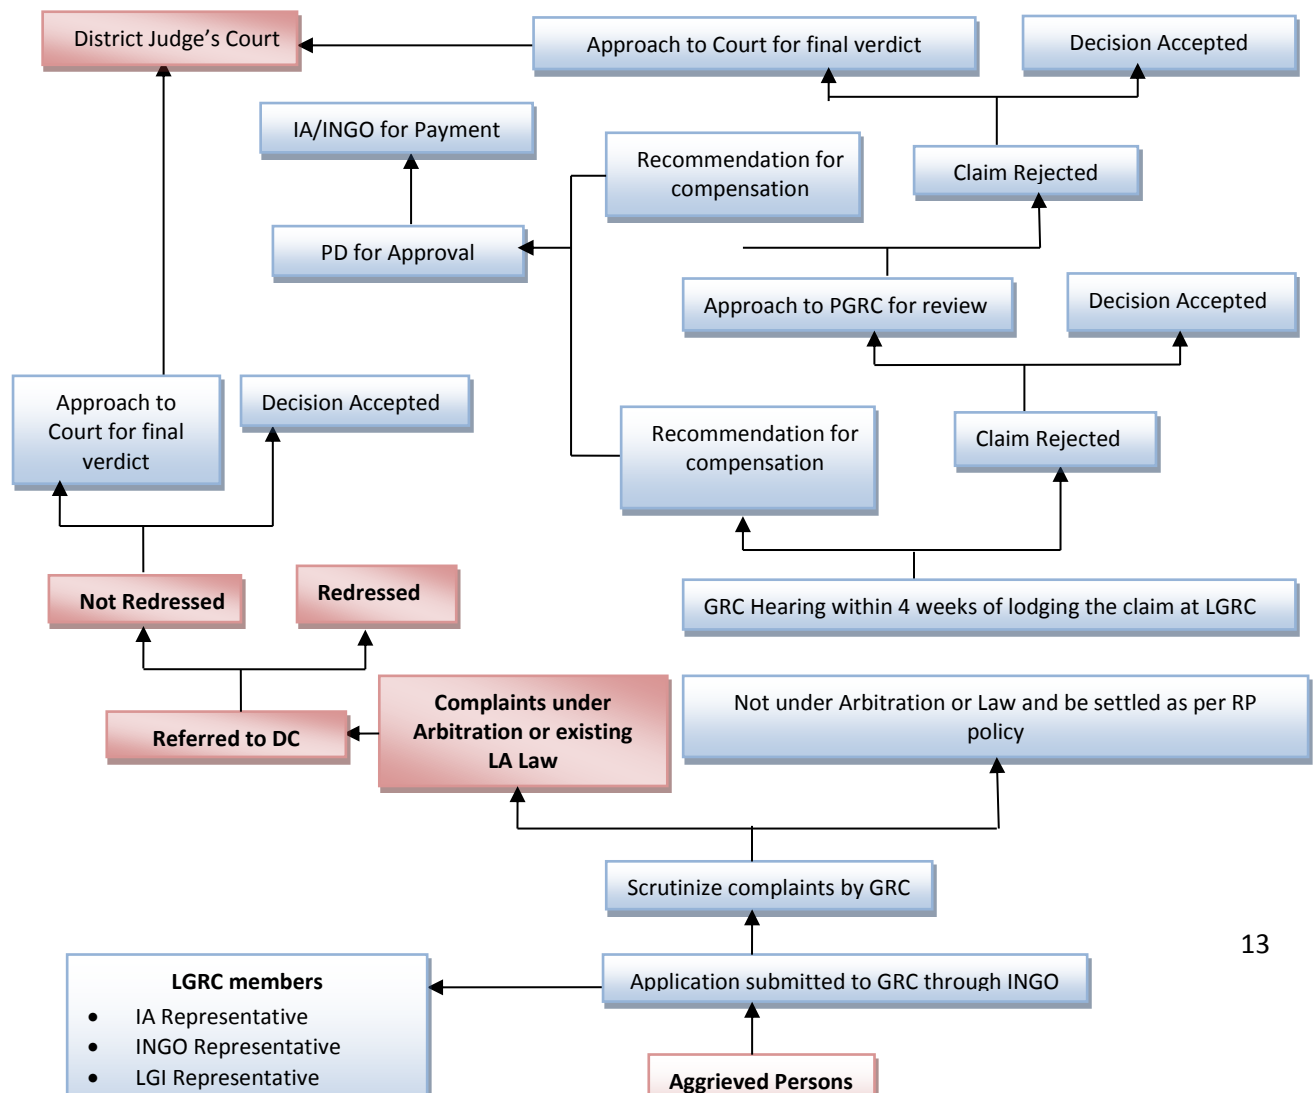 District Judge’s Court
Approach to Court for final verdict
Decision Accepted
IA/INGO for Payment
Recommendation for
compensation
Claim Rejected
PD for Approval
Approach to PGRC for review
Decision Accepted
Approach to
Court for final
verdict
Decision Accepted
Recommendation for
compensation
Claim Rejected
Not Redressed
Redressed
GRC Hearing within 4 weeks of lodging the claim at LGRC
Referred to DC
Complaints under
Arbitration or existing
LA Law
Not under Arbitration or Law and be settled as per RP
policy
Scrutinize complaints by GRC
13
LGRC members
• IA Representative
• INGO Representative
• LGI Representative
Application submitted to GRC through INGO
Aggrieved Persons